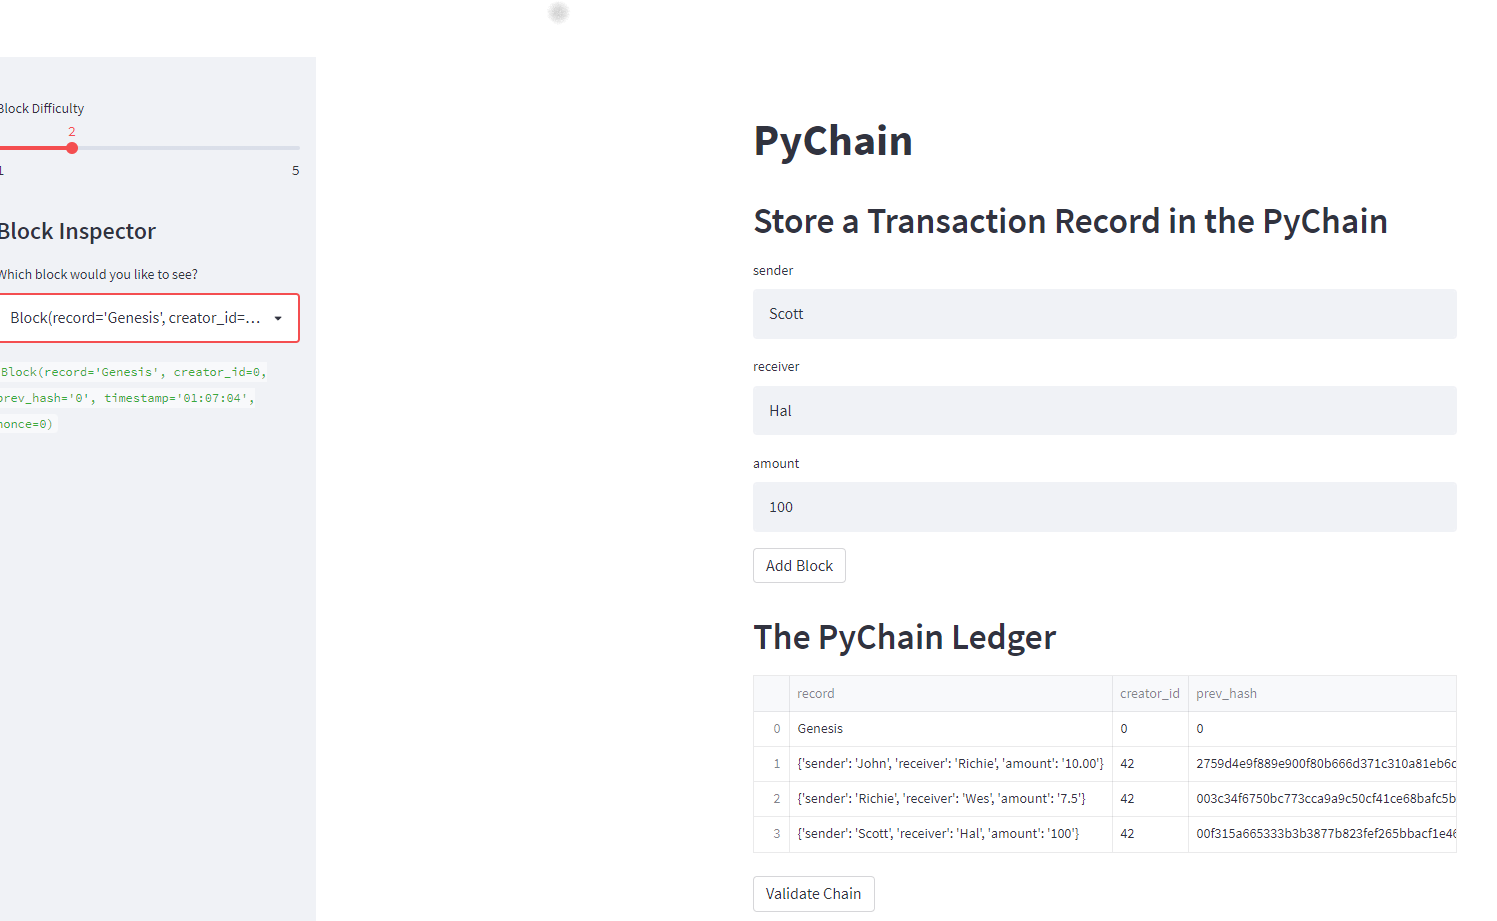 Block Difficulty
2
1
5
Block Inspector
Which block would you like to see?
Block(record='Genesis', creator_id=...
Block(record='Genesis', creator_id=0,
prev_hash='0', timestamp='01:07:04',
nonce=0)
PyChain
Store a Transaction Record in the PyChain
sender
Scott
receiver
Hal
amount
100
Add Block
The PyChain Ledger
record creator_id prev_hash
0 Genesis 0 0
1 {'sender': 'John', 'receiver': 'Richie', 'amount': '10.00'} 42 2759d4e9f889e900f80b666d371c310a81eb6c
2 {'sender': 'Richie', 'receiver': 'Wes', 'amount': '7.5'} 42 003c34f6750bc773cca9a9c50cf41ce68bafc5b
3 {'sender': 'Scott', 'receiver': 'Hal', 'amount': '100'} 42 00f315a665333b3b3877b823fef265bbacf1e46
Validate Chain